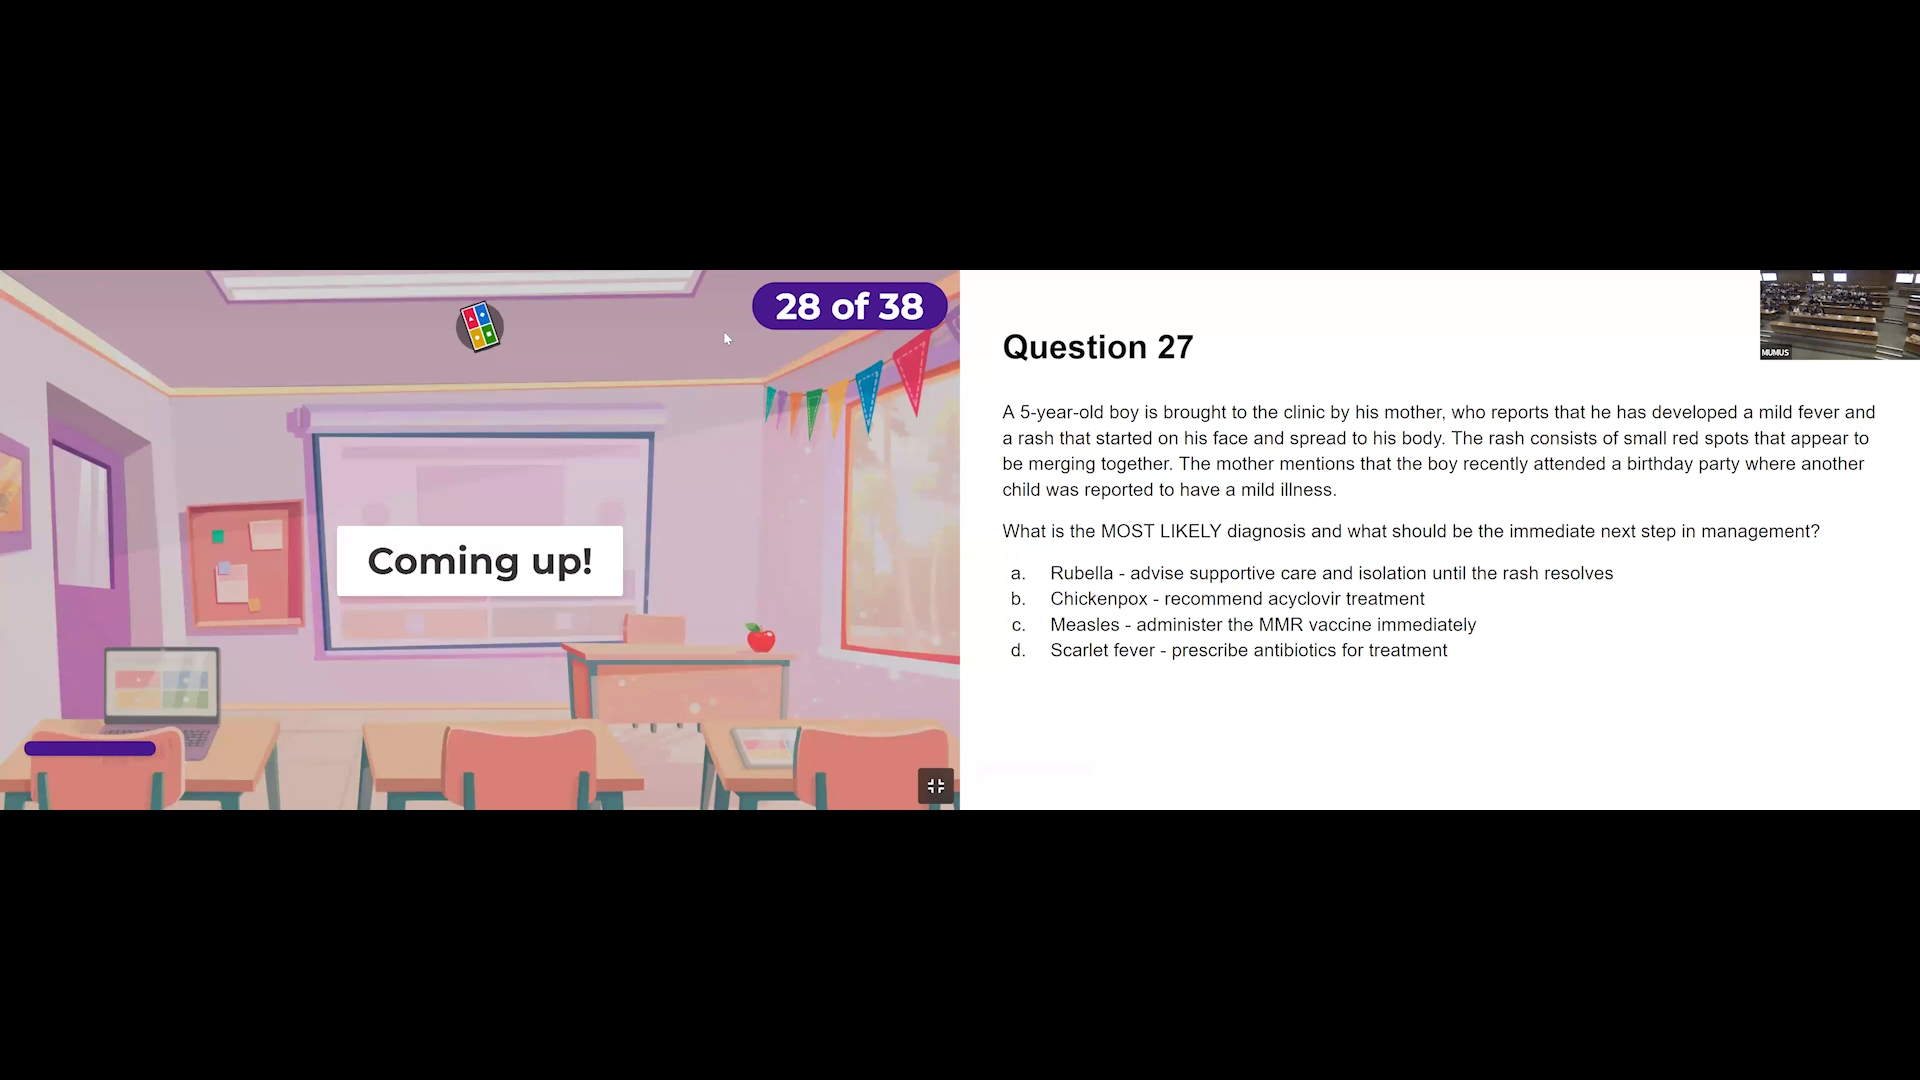 28 of 38
Coming up!
MUMUS
Question 27
A 5-year-old boy is brought to the clinic by his mother, who reports that he has developed a mild fever and
a rash that started on his face and spread to his body. The rash consists of small red spots that appear to
be merging together. The mother mentions that the boy recently attended a birthday party where another
child was reported to have a mild illness.
What is the MOST LIKELY diagnosis and what should be the immediate next step in management?
a. Rubella - advise supportive care and isolation until the rash resolves
b. Chickenpox - recommend acyclovir treatment
c. Measles - administer the MMR vaccine immediately
d. Scarlet fever - prescribe antibiotics for treatment